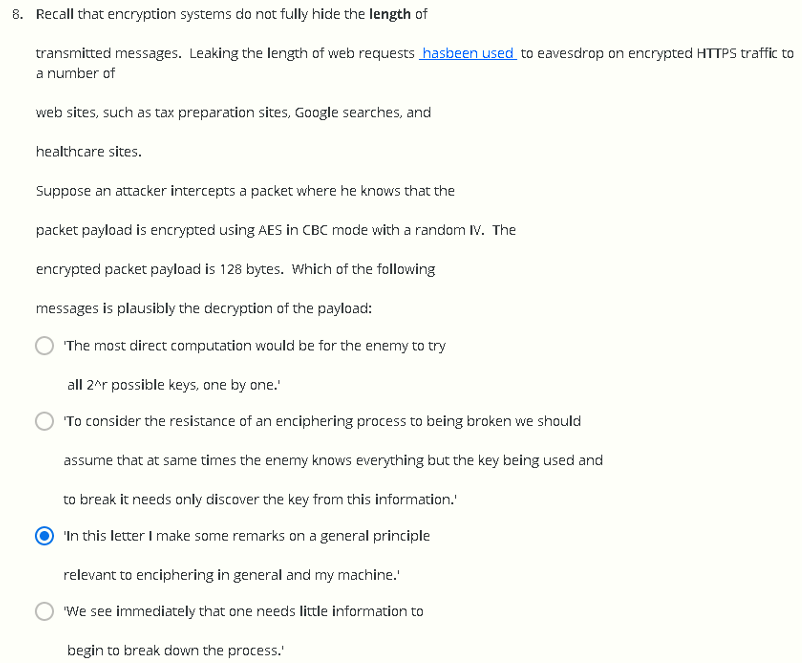 8. Recall that encryption systems do not fully hide the length of
transmitted messages. Leaking the length of web requests hasbeen used to eavesdrop on encrypted HTTPS traffic to
a number of
web sites, such as tax preparation sites, Google searches, and
healthcare sites.
Suppose an attacker intercepts a packet where he knows that the
packet payload is encrypted using AES in CBC mode with a random IV. The
encrypted packet payload is 128 bytes. Which of the following
messages is plausibly the decryption of the payload:
'The most direct computation would be for the enemy to try
all 2^r possible keys, one by one.'
'To consider the resistance of an enciphering process to being broken we should
assume that at same times the enemy knows everything but the key being used and
to break it needs only discover the key from this information.'
'In this letter I make some remarks on a general principle
relevant to enciphering in general and my machine.'
'We see immediately that one needs little information to
begin to break down the process.'